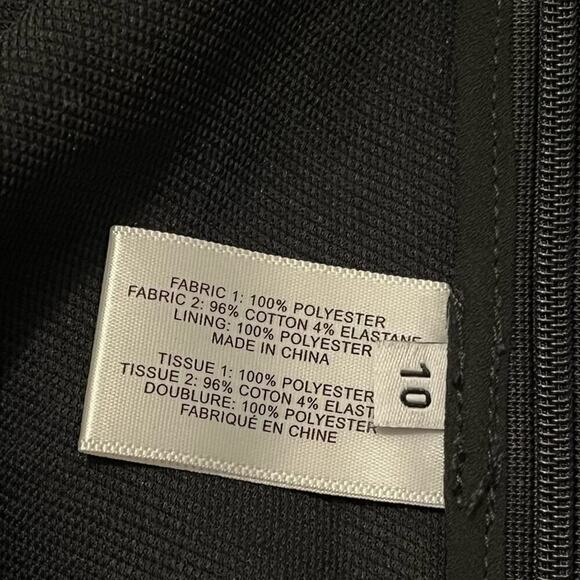 FABRIC 1: 100% POLYESTER
FABRIC 2: 96% COTTON 4% ELASTANE
LINING: 100% POLYESTER
MADE IN CHINA
TISSUE 1: 100% POLYESTER
TISSUE 2: 96% COTON 4% ELAST
DOUBLURE: 100% POLYESTER
FABRIQUÉ EN CHINE
10